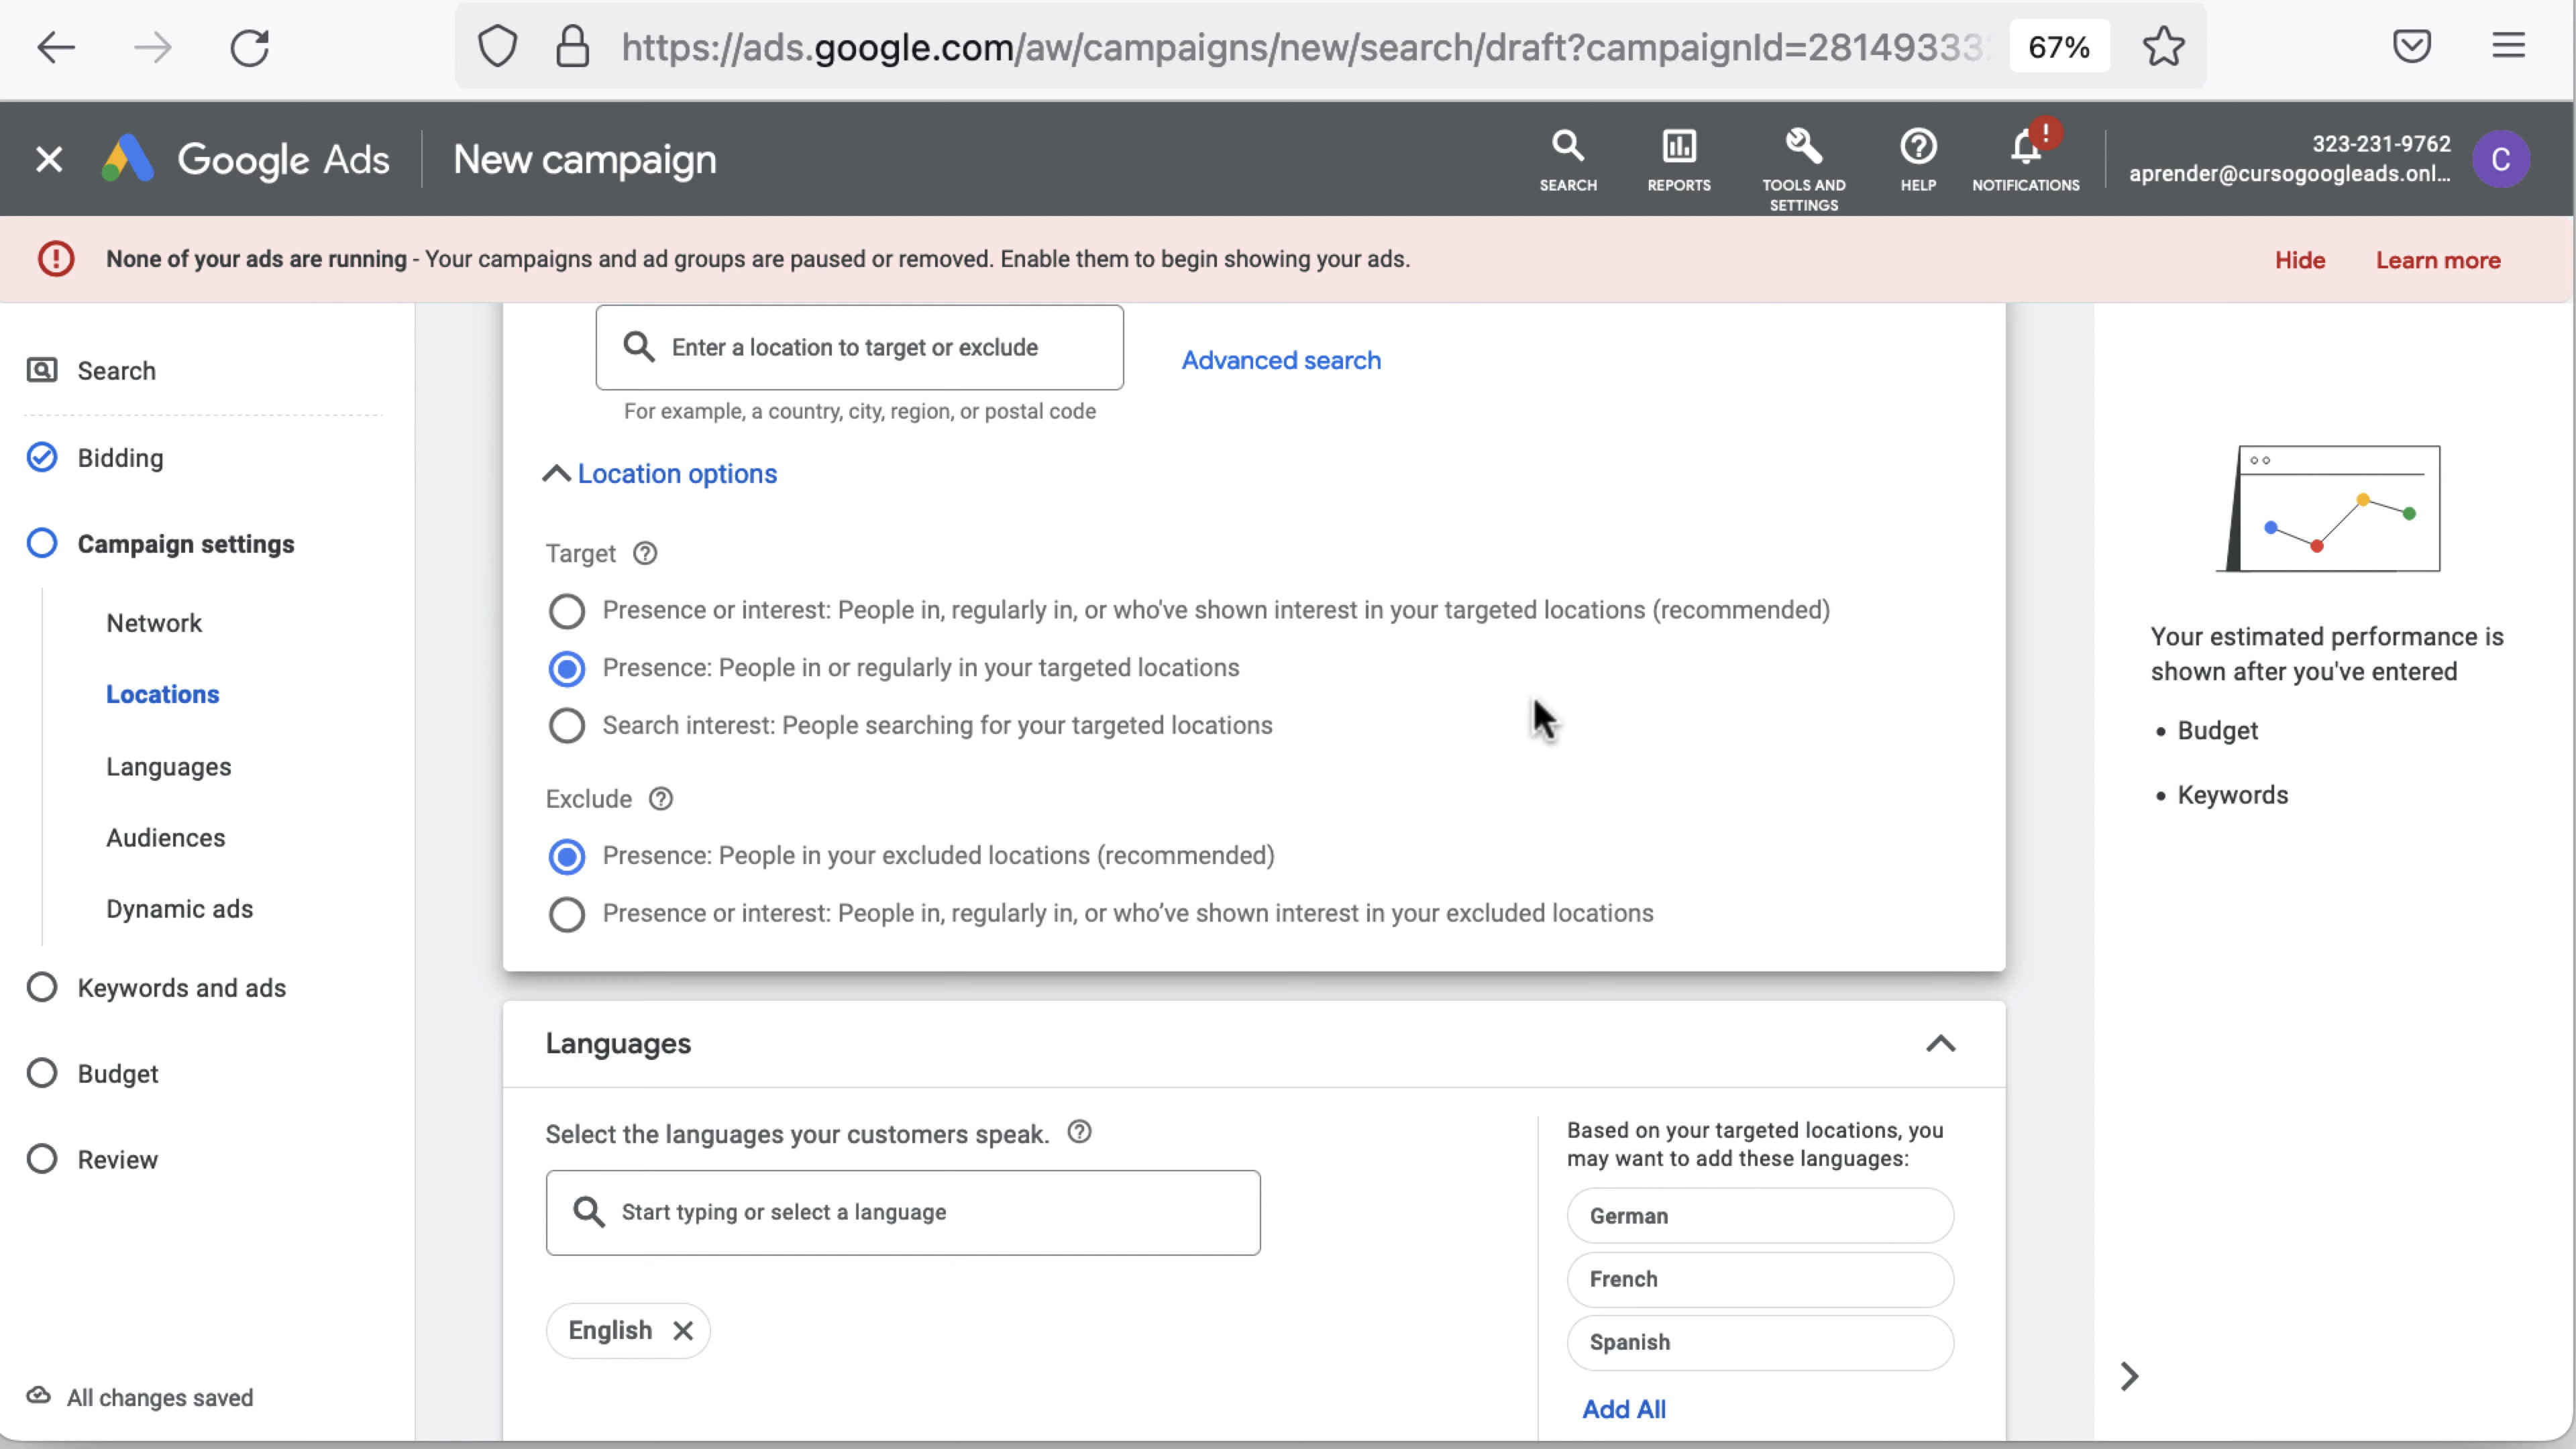 https://ads.google.com/aw/campaigns/new/search/draft?campaignId=28149333
67%
Google Ads
New campaign
SEARCH
REPORTS
TOOLS AND
SETTINGS
HELP
!
NOTIFICATIONS
323-231-9762
aprender@cursogoogleads.onl...
C
None of your ads are running - Your campaigns and ad groups are paused or removed. Enable them to begin showing your ads.
Hide
Learn more
Search
Bidding
Campaign settings
Network
Locations
Languages
Audiences
Dynamic ads
Keywords and ads
Budget
Review
All changes saved
Enter a location to target or exclude
Advanced search
For example, a country, city, region, or postal code
Location options
Target
Presence or interest: People in, regularly in, or who've shown interest in your targeted locations (recommended)
Presence: People in or regularly in your targeted locations
Search interest: People searching for your targeted locations
Exclude
Presence: People in your excluded locations (recommended)
Presence or interest: People in, regularly in, or who’ve shown interest in your excluded locations
Languages
Select the languages your customers speak.
Start typing or select a language
English
Based on your targeted locations, you
may want to add these languages:
German
French
Spanish
Add All
Your estimated performance is
shown after you've entered
• Budget
• Keywords